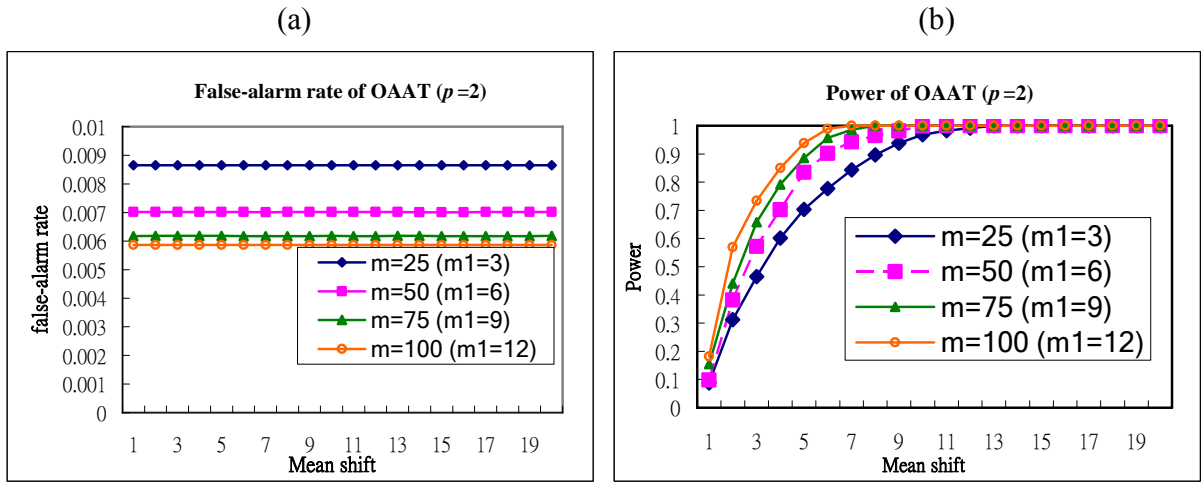 (a)
False-alarm rate of OAAT (p =2)
0.01
0.009
0.008
0.007
0.006
0.005
0.004
0.003
0.002
0.001
0
false-alarm rate
1 3 5 7 9 11 13 15 17 19
Mean shift
m=25 (m1=3)
m=50 (m1=6)
m=75 (m1=9)
m=100 (m1=12)
(b)
Power of OAAT (p =2)
1
0.9
0.8
0.7
0.6
0.5
0.4
0.3
0.2
0.1
0
Power
1 3 5 7 9 11 13 15 17 19
Mean shift
m=25 (m1=3)
m=50 (m1=6)
m=75 (m1=9)
m=100 (m1=12)